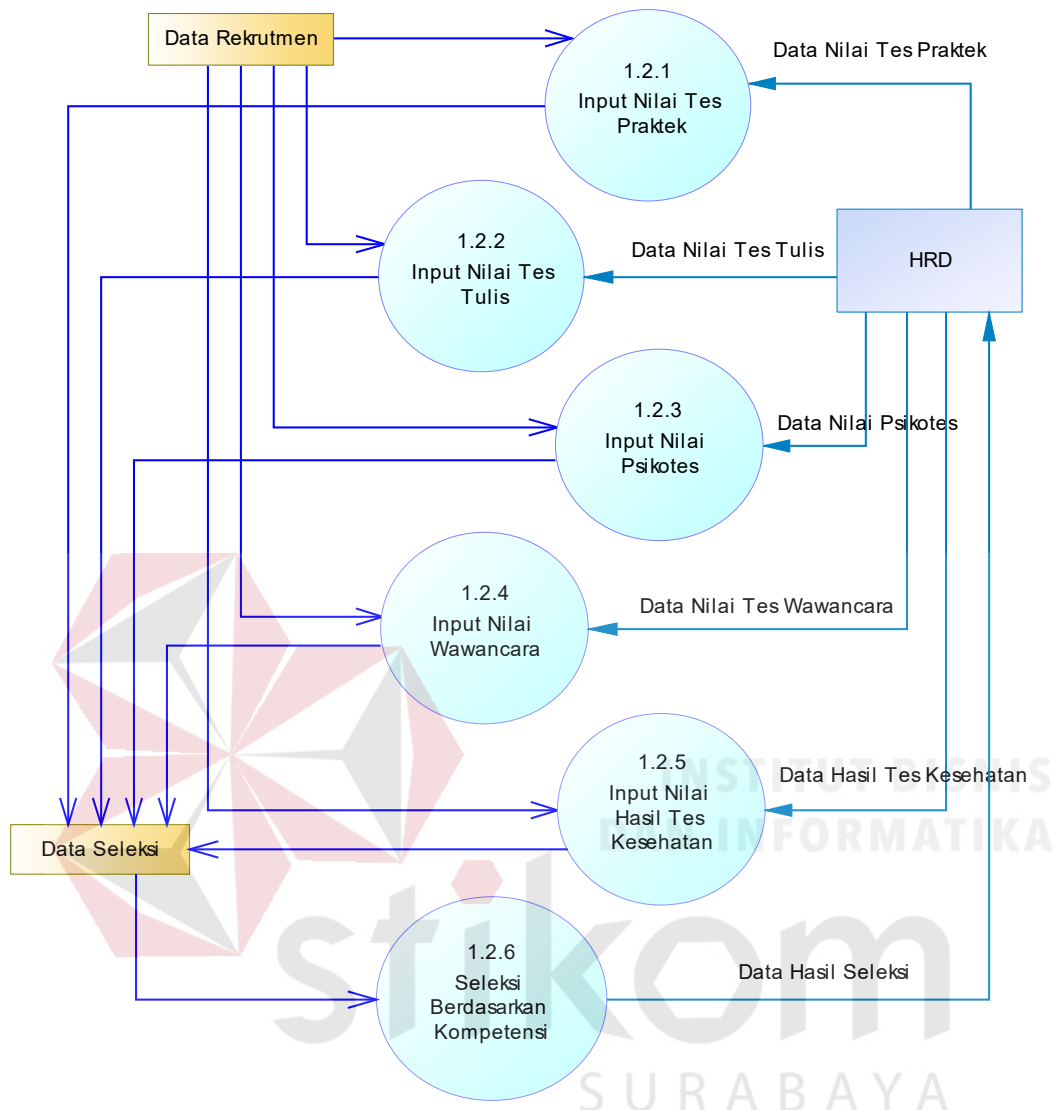 Data Rekrutmen
1.2.1
Input Nilai Tes
Praktek
Data Nilai Tes Praktek
1.2.2
Input Nilai Tes
Tulis
Data Nilai Tes Tulis
HRD
1.2.3
Input Nilai
Psikotes
Data Nilai Psikotes
1.2.4
Input Nilai
Wawancara
Data Nilai Tes Wawancara
1.2.5
Input Nilai
Hasil Tes
Kesehatan
Data Hasil Tes Kesehatan
INSTITUT BISNIS
DAN INFORMATIKA
Data Seleksi
stikom
1.2.6
Seleksi
Berdasarkan
Kompetensi
Data Hasil Seleksi
SURABAYA